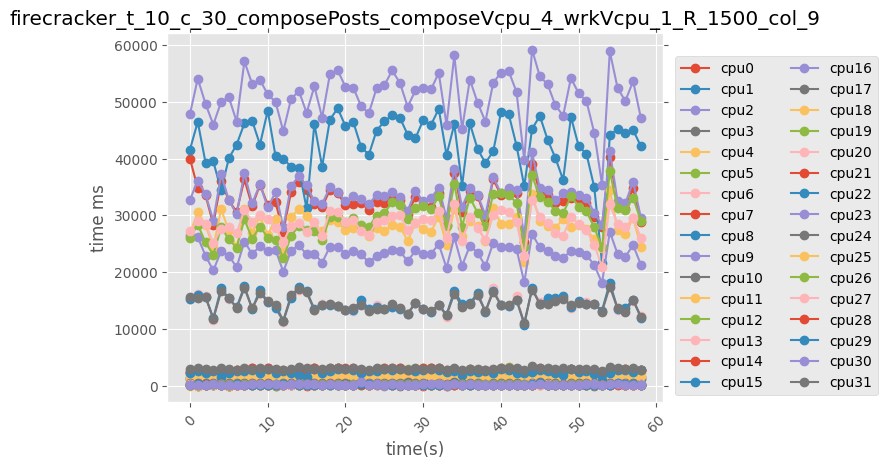 firecracker_t_10_c_30_composePosts_composeVcpu_4_wrkVcpu_1_R_1500_col_9
60000
50000
40000
30000
20000
10000
0
time ms
0 10 20 30 40 50 60
time(s)
cpu0 cpu16
cpu1 cpu17
cpu2 cpu18
cpu3 cpu19
cpu4 cpu20
cpu5 cpu21
cpu6 cpu22
cpu7 cpu23
cpu8 cpu24
cpu9 cpu25
cpu10 cpu26
cpu11 cpu27
cpu12 cpu28
cpu13 cpu29
cpu14 cpu30
cpu15 cpu31